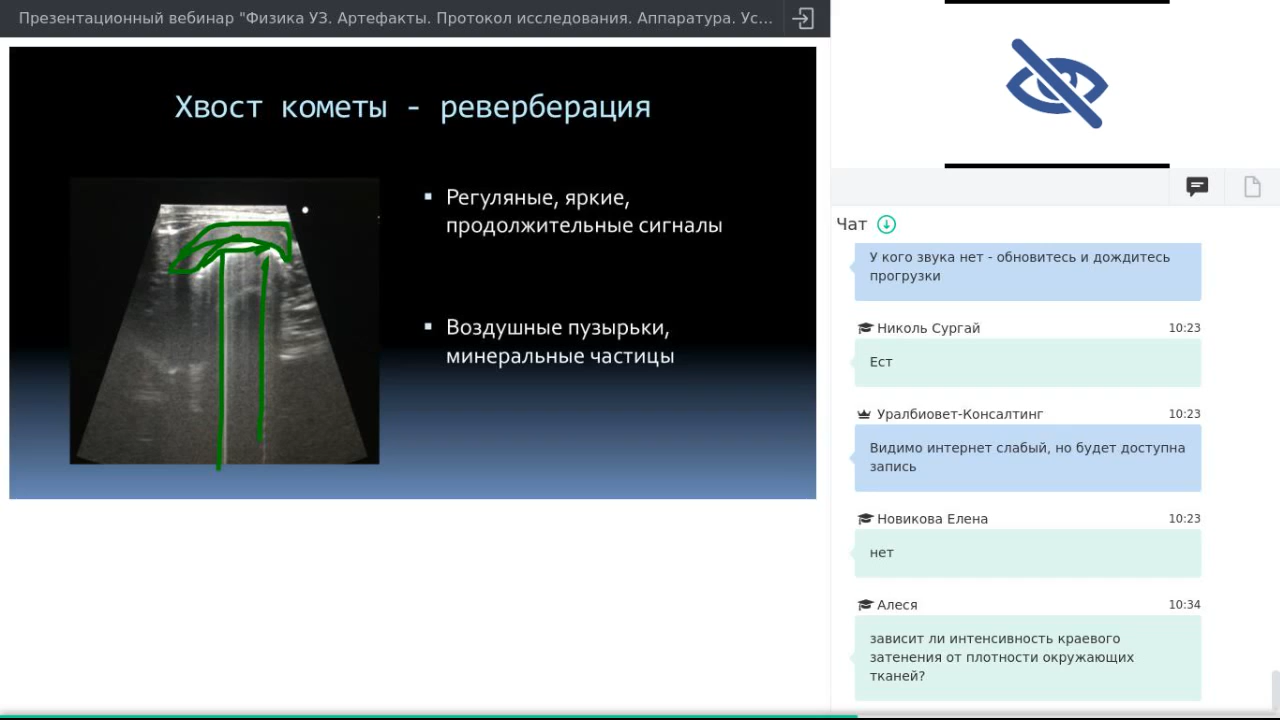 Презентационный вебинар "Физика УЗ. Артефакты. Протокол исследования. Аппаратура. Ус...
Хвост кометы - реверберация
▪ Регуляные, яркие,
продолжительные сигналы
▪ Воздушные пузырьки,
минеральные частицы
Чат
У кого звука нет - обновитесь и дождитесь
прогрузки
Николь Сургай 10:23
Ест
Уралбиовет-Консалтинг 10:23
Видимо интернет слабый, но будет доступна
запись
Новикова Елена 10:23
нет
Алеся 10:34
зависит ли интенсивность краевого
затенения от плотности окружающих
тканей?